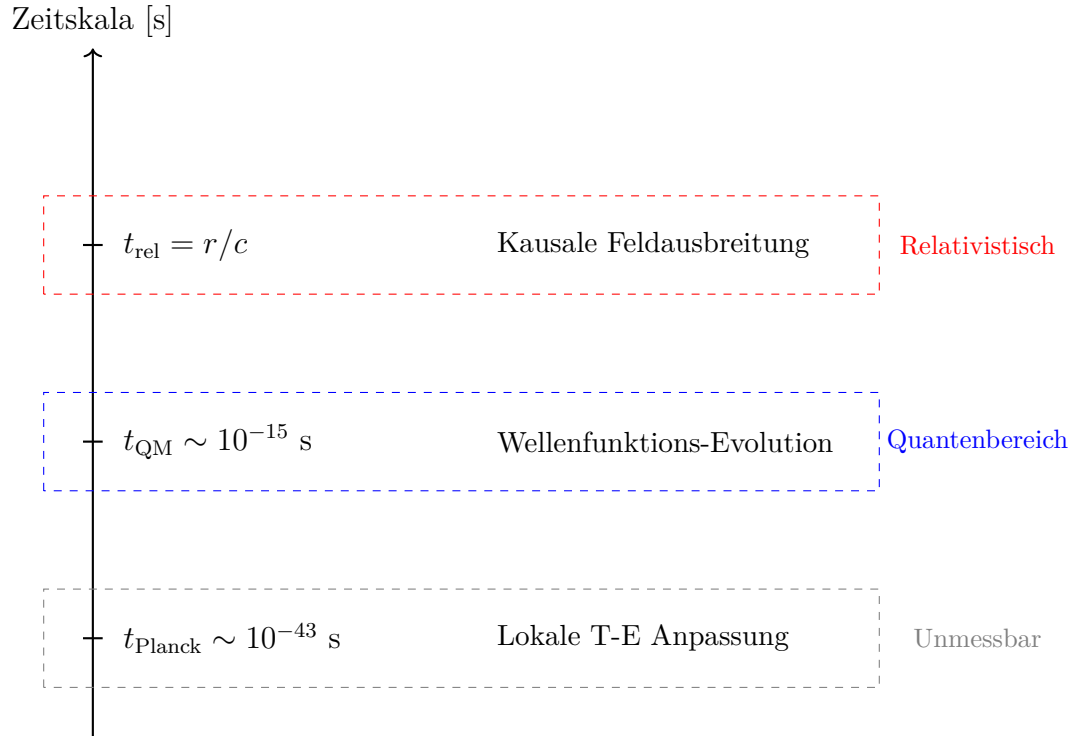 Zeitskala [s]
t_rel = r/c Kausale Feldausbreitung Relativistisch
t_QM ∼ 10⁻¹⁵ s Wellenfunktions-Evolution Quantenbereich
t_Planck ∼ 10⁻⁴³ s Lokale T-E Anpassung Unmessbar